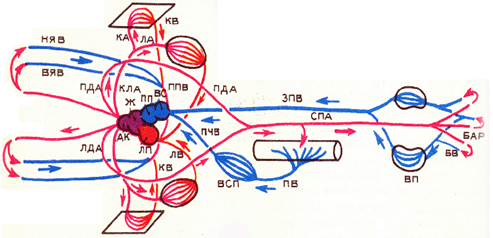 КВ
КА ЛА
НЯВ
ВЯВ
ПДА КЛА ППВ ПДА
Ж ПП ВС
ЗПВ
СПА
АК ЛП
ПЧВ
БАР
ЛДА
ЛВ
КВ
ВСП ПВ
ВП БВ